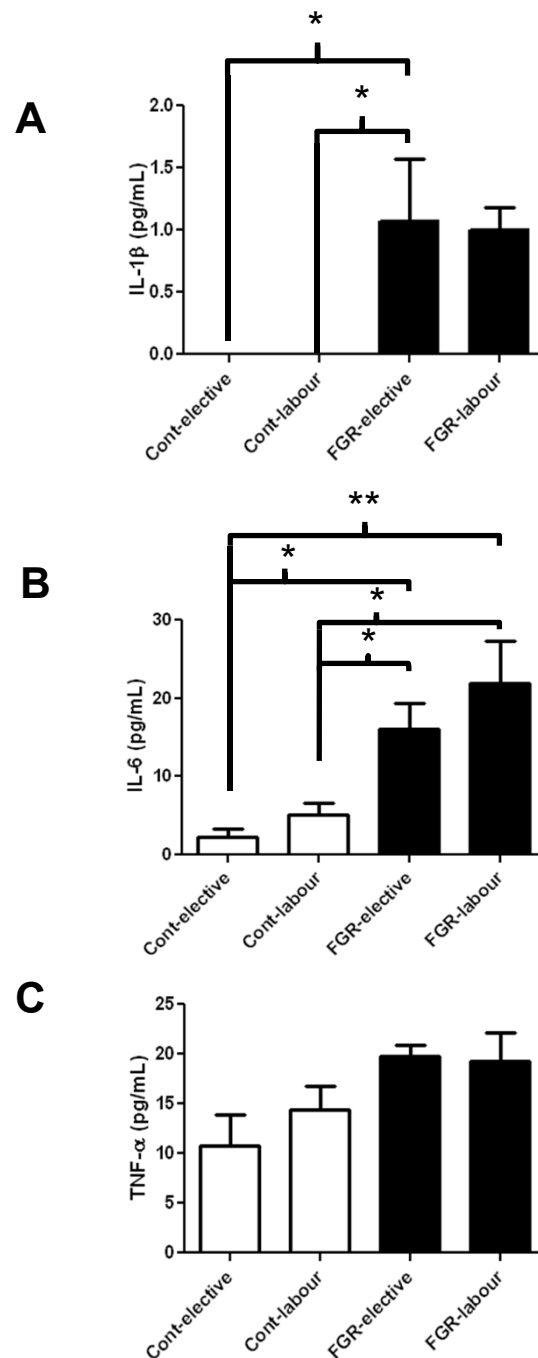 *
*
A
2.0
1.5
1.0
0.5
0.0
IL-1β (pg/mL)
Cont-elective
Cont-labour
FGR-elective
FGR-labour
**
*
*
*
B
30
20
10
0
IL-6 (pg/mL)
Cont-elective
Cont-labour
FGR-elective
FGR-labour
C
25
20
15
10
5
0
TNF-α (pg/mL)
Cont-elective
Cont-labour
FGR-elective
FGR-labour